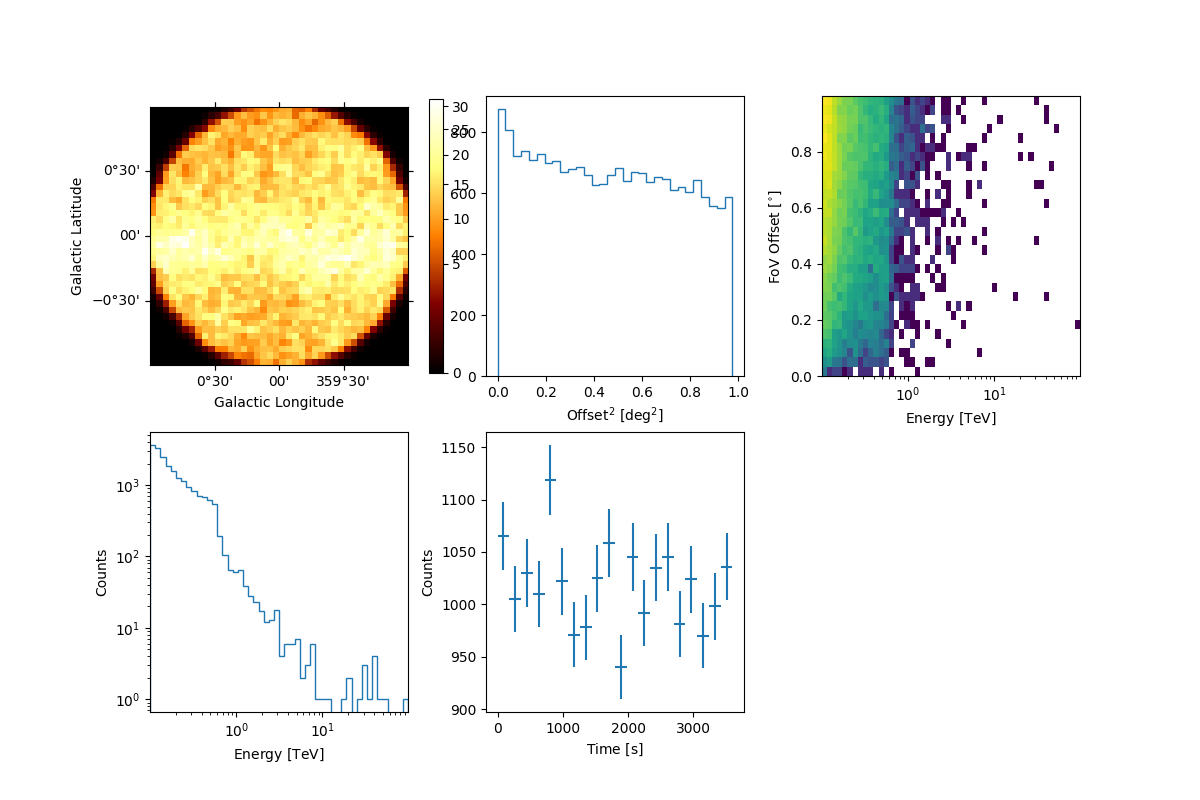 Galactic Latitude
0°30'
00'
−0°30'
0°30' 00' 359°30'
Galactic Longitude
30
25
20
15
10
5
0
800
600
400
200
0
0.0 0.2 0.4 0.6 0.8 1.0
Offset² [deg²]
FoV Offset [°]
0.8
0.6
0.4
0.2
0.0
10⁰ 10¹
Energy [TeV]
Counts
10³
10²
10¹
10⁰
10⁰ 10¹
Energy [TeV]
Counts
1150
1100
1050
1000
950
900
0 1000 2000 3000
Time [s]